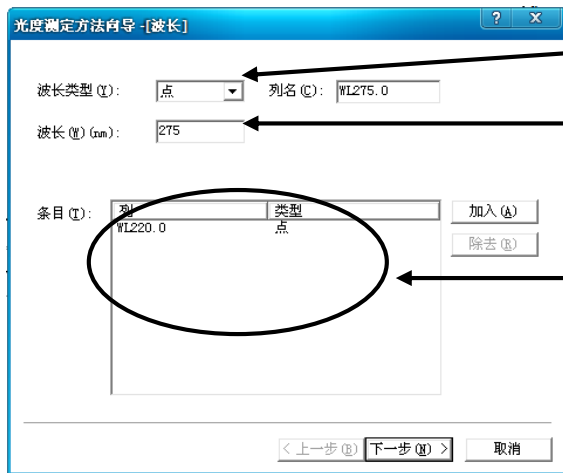 光度测定方法向导 -[波长]
波长类型(Y): 点 列名(C): WL275.0
波长(W)(nm): 275
条目(T): 列 类型 加入(A)
WL220.0 点
除去(R)
< 上一步(B) 下一步(N) > 取消